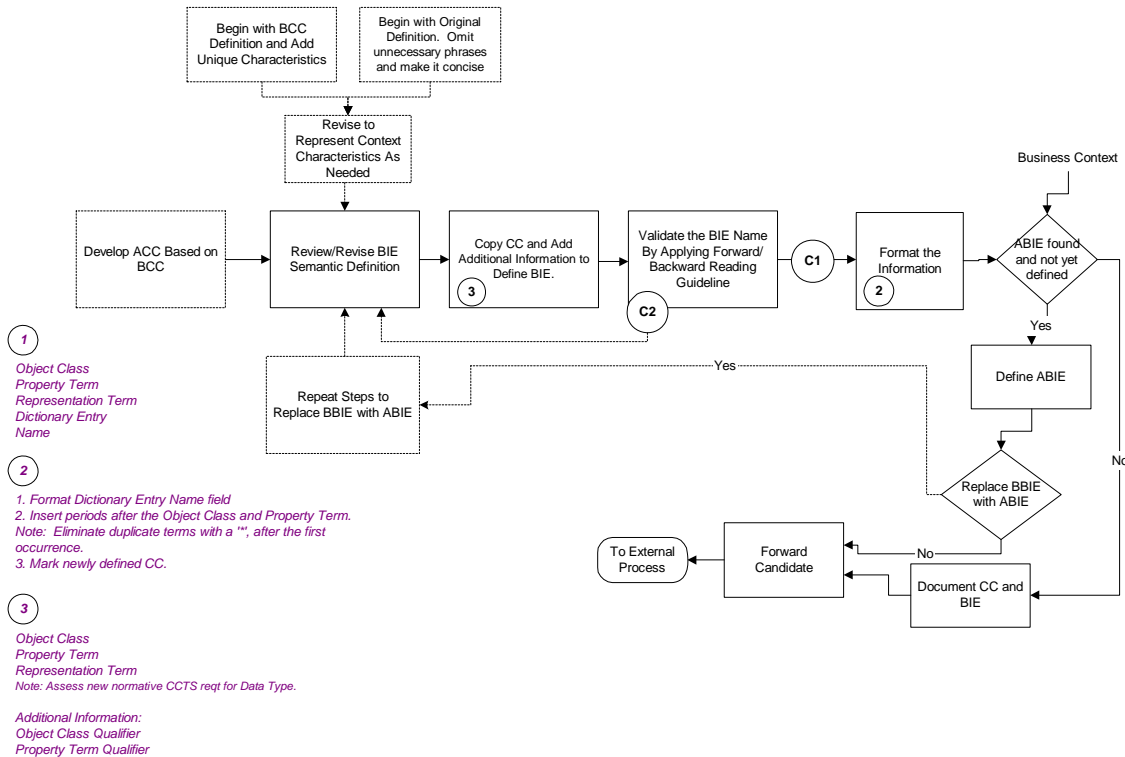 Begin with BCC
Definition and Add
Unique Characteristics
Begin with Original
Definition.  Omit
unnecessary phrases
and make it concise
Revise to
Represent Context
Characteristics As
Needed
Business Context
Develop ACC Based on
BCC
Review/Revise BIE
Semantic Definition
Copy CC and Add
Additional Information to
Define BIE.
3
Validate the BIE Name
By Applying Forward/
Backward Reading
Guideline
C2
C1
Format the
Information
2
ABIE found
and not yet
defined
Yes
Define ABIE
No
Replace BBIE
with ABIE
Yes
Repeat Steps to
Replace BBIE with ABIE
No
To External
Process
Forward
Candidate
Document CC and
BIE
1
Object Class
Property Term
Representation Term
Dictionary Entry
Name
2
1. Format Dictionary Entry Name field
2. Insert periods after the Object Class and Property Term.
Note:  Eliminate duplicate terms with a '*', after the first
occurrence.
3. Mark newly defined CC.
3
Object Class
Property Term
Representation Term
Note: Assess new normative CCTS reqt for Data Type.
Additional Information:
Object Class Qualifier
Property Term Qualifier